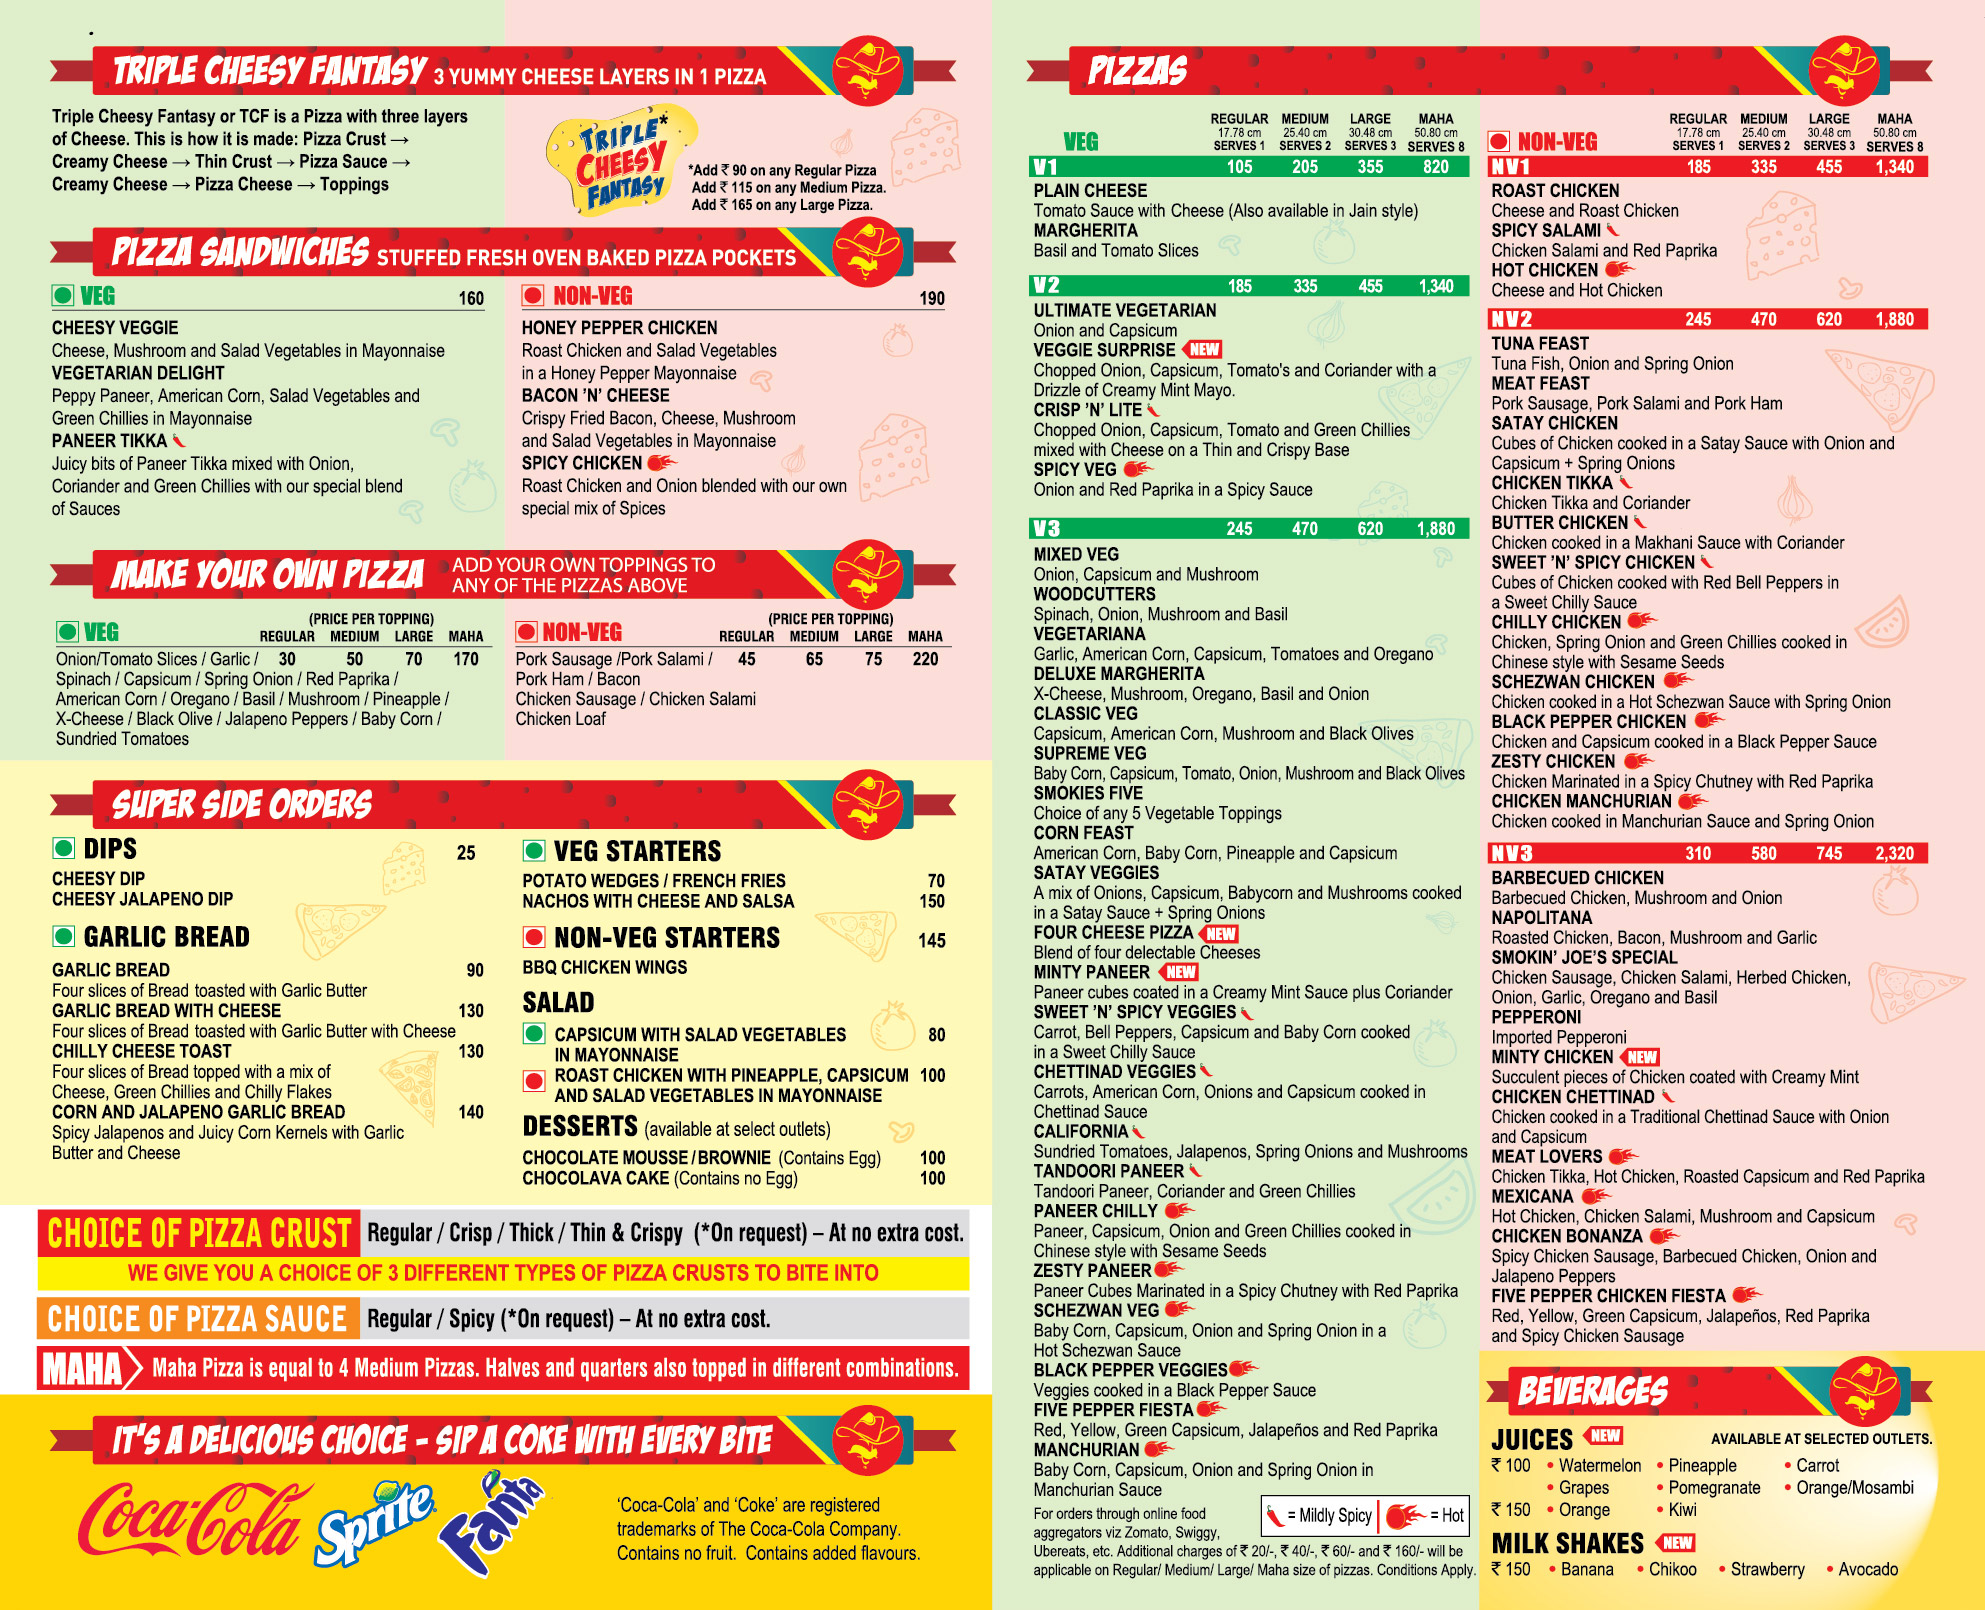 TRIPLE CHEESY FANTASY 3 YUMMY CHEESE LAYERS IN 1 PIZZA
Triple Cheesy Fantasy or TCF is a Pizza with three layers
of Cheese. This is how it is made: Pizza Crust →
Creamy Cheese → Thin Crust → Pizza Sauce →
Creamy Cheese → Pizza Cheese → Toppings
TRIPLE*
CHEESY
FANTASY
*Add ₹ 90 on any Regular Pizza
Add ₹ 115 on any Medium Pizza.
Add ₹ 165 on any Large Pizza.
PIZZA SANDWICHES STUFFED FRESH OVEN BAKED PIZZA POCKETS
VEG 160
CHEESY VEGGIE
Cheese, Mushroom and Salad Vegetables in Mayonnaise
VEGETARIAN DELIGHT
Peppy Paneer, American Corn, Salad Vegetables and
Green Chillies in Mayonnaise
PANEER TIKKA
Juicy bits of Paneer Tikka mixed with Onion,
Coriander and Green Chillies with our special blend
of Sauces
NON-VEG 190
HONEY PEPPER CHICKEN
Roast Chicken and Salad Vegetables
in a Honey Pepper Mayonnaise
BACON 'N' CHEESE
Crispy Fried Bacon, Cheese, Mushroom
and Salad Vegetables in Mayonnaise
SPICY CHICKEN
Roast Chicken and Onion blended with our own
special mix of Spices
MAKE YOUR OWN PIZZA
ADD YOUR OWN TOPPINGS TO
ANY OF THE PIZZAS ABOVE
(PRICE PER TOPPING)
VEG REGULAR MEDIUM LARGE MAHA
Onion/Tomato Slices / Garlic / 30 50 70 170
Spinach / Capsicum / Spring Onion / Red Paprika /
American Corn / Oregano / Basil / Mushroom / Pineapple /
X-Cheese / Black Olive / Jalapeno Peppers / Baby Corn /
Sundried Tomatoes
(PRICE PER TOPPING)
NON-VEG REGULAR MEDIUM LARGE MAHA
Pork Sausage /Pork Salami / 45 65 75 220
Pork Ham / Bacon
Chicken Sausage / Chicken Salami
Chicken Loaf
SUPER SIDE ORDERS
DIPS 25
CHEESY DIP
CHEESY JALAPENO DIP
GARLIC BREAD
GARLIC BREAD 90
Four slices of Bread toasted with Garlic Butter
GARLIC BREAD WITH CHEESE 130
Four slices of Bread toasted with Garlic Butter with Cheese
CHILLY CHEESE TOAST 130
Four slices of Bread topped with a mix of
Cheese, Green Chillies and Chilly Flakes
CORN AND JALAPENO GARLIC BREAD 140
Spicy Jalapenos and Juicy Corn Kernels with Garlic
Butter and Cheese
VEG STARTERS
POTATO WEDGES / FRENCH FRIES 70
NACHOS WITH CHEESE AND SALSA 150
NON-VEG STARTERS 145
BBQ CHICKEN WINGS
SALAD
CAPSICUM WITH SALAD VEGETABLES 80
IN MAYONNAISE
ROAST CHICKEN WITH PINEAPPLE, CAPSICUM 100
AND SALAD VEGETABLES IN MAYONNAISE
DESSERTS (available at select outlets)
CHOCOLATE MOUSSE / BROWNIE (Contains Egg) 100
CHOCOLAVA CAKE (Contains no Egg) 100
CHOICE OF PIZZA CRUST Regular / Crisp / Thick / Thin & Crispy (*On request) – At no extra cost.
WE GIVE YOU A CHOICE OF 3 DIFFERENT TYPES OF PIZZA CRUSTS TO BITE INTO
CHOICE OF PIZZA SAUCE Regular / Spicy (*On request) – At no extra cost.
MAHA Maha Pizza is equal to 4 Medium Pizzas. Halves and quarters also topped in different combinations.
IT'S A DELICIOUS CHOICE - SIP A COKE WITH EVERY BITE
Coca-Cola Sprite Fanta
'Coca-Cola' and 'Coke' are registered
trademarks of The Coca-Cola Company.
Contains no fruit. Contains added flavours.
PIZZAS
REGULAR MEDIUM LARGE MAHA
17.78 cm 25.40 cm 30.48 cm 50.80 cm
VEG SERVES 1 SERVES 2 SERVES 3 SERVES 8
V1 105 205 355 820
PLAIN CHEESE
Tomato Sauce with Cheese (Also available in Jain style)
MARGHERITA
Basil and Tomato Slices
V2 185 335 455 1,340
ULTIMATE VEGETARIAN
Onion and Capsicum
VEGGIE SURPRISE NEW
Chopped Onion, Capsicum, Tomato's and Coriander with a
Drizzle of Creamy Mint Mayo.
CRISP 'N' LITE
Chopped Onion, Capsicum, Tomato and Green Chillies
mixed with Cheese on a Thin and Crispy Base
SPICY VEG
Onion and Red Paprika in a Spicy Sauce
V3 245 470 620 1,880
MIXED VEG
Onion, Capsicum and Mushroom
WOODCUTTERS
Spinach, Onion, Mushroom and Basil
VEGETARIANA
Garlic, American Corn, Capsicum, Tomatoes and Oregano
DELUXE MARGHERITA
X-Cheese, Mushroom, Oregano, Basil and Onion
CLASSIC VEG
Capsicum, American Corn, Mushroom and Black Olives
SUPREME VEG
Baby Corn, Capsicum, Tomato, Onion, Mushroom and Black Olives
SMOKIES FIVE
Choice of any 5 Vegetable Toppings
CORN FEAST
American Corn, Baby Corn, Pineapple and Capsicum
SATAY VEGGIES
A mix of Onions, Capsicum, Babycorn and Mushrooms cooked
in a Satay Sauce + Spring Onions
FOUR CHEESE PIZZA NEW
Blend of four delectable Cheeses
MINTY PANEER NEW
Paneer cubes coated in a Creamy Mint Sauce plus Coriander
SWEET 'N' SPICY VEGGIES
Carrot, Bell Peppers, Capsicum and Baby Corn cooked
in a Sweet Chilly Sauce
CHETTINAD VEGGIES
Carrots, American Corn, Onions and Capsicum cooked in
Chettinad Sauce
CALIFORNIA
Sundried Tomatoes, Jalapenos, Spring Onions and Mushrooms
TANDOORI PANEER
Tandoori Paneer, Coriander and Green Chillies
PANEER CHILLY
Paneer, Capsicum, Onion and Green Chillies cooked in
Chinese style with Sesame Seeds
ZESTY PANEER
Paneer Cubes Marinated in a Spicy Chutney with Red Paprika
SCHEZWAN VEG
Baby Corn, Capsicum, Onion and Spring Onion in a
Hot Schezwan Sauce
BLACK PEPPER VEGGIES
Veggies cooked in a Black Pepper Sauce
FIVE PEPPER FIESTA
Red, Yellow, Green Capsicum, Jalapeños and Red Paprika
MANCHURIAN
Baby Corn, Capsicum, Onion and Spring Onion in
Manchurian Sauce
For orders through online food
aggregators viz Zomato, Swiggy,
Ubereats, etc. Additional charges of ₹ 20/-, ₹ 40/-, ₹ 60/- and ₹ 160/- will be
applicable on Regular/ Medium/ Large/ Maha size of pizzas. Conditions Apply.
= Mildly Spicy = Hot
REGULAR MEDIUM LARGE MAHA
17.78 cm 25.40 cm 30.48 cm 50.80 cm
NON-VEG SERVES 1 SERVES 2 SERVES 3 SERVES 8
NV1 185 335 455 1,340
ROAST CHICKEN
Cheese and Roast Chicken
SPICY SALAMI
Chicken Salami and Red Paprika
HOT CHICKEN
Cheese and Hot Chicken
NV2 245 470 620 1,880
TUNA FEAST
Tuna Fish, Onion and Spring Onion
MEAT FEAST
Pork Sausage, Pork Salami and Pork Ham
SATAY CHICKEN
Cubes of Chicken cooked in a Satay Sauce with Onion and
Capsicum + Spring Onions
CHICKEN TIKKA
Chicken Tikka and Coriander
BUTTER CHICKEN
Chicken cooked in a Makhani Sauce with Coriander
SWEET 'N' SPICY CHICKEN
Cubes of Chicken cooked with Red Bell Peppers in
a Sweet Chilly Sauce
CHILLY CHICKEN
Chicken, Spring Onion and Green Chillies cooked in
Chinese style with Sesame Seeds
SCHEZWAN CHICKEN
Chicken cooked in a Hot Schezwan Sauce with Spring Onion
BLACK PEPPER CHICKEN
Chicken and Capsicum cooked in a Black Pepper Sauce
ZESTY CHICKEN
Chicken Marinated in a Spicy Chutney with Red Paprika
CHICKEN MANCHURIAN
Chicken cooked in Manchurian Sauce and Spring Onion
NV3 310 580 745 2,320
BARBECUED CHICKEN
Barbecued Chicken, Mushroom and Onion
NAPOLITANA
Roasted Chicken, Bacon, Mushroom and Garlic
SMOKIN' JOE'S SPECIAL
Chicken Sausage, Chicken Salami, Herbed Chicken,
Onion, Garlic, Oregano and Basil
PEPPERONI
Imported Pepperoni
MINTY CHICKEN NEW
Succulent pieces of Chicken coated with Creamy Mint
CHICKEN CHETTINAD
Chicken cooked in a Traditional Chettinad Sauce with Onion
and Capsicum
MEAT LOVERS
Chicken Tikka, Hot Chicken, Roasted Capsicum and Red Paprika
MEXICANA
Hot Chicken, Chicken Salami, Mushroom and Capsicum
CHICKEN BONANZA
Spicy Chicken Sausage, Barbecued Chicken, Onion and
Jalapeno Peppers
FIVE PEPPER CHICKEN FIESTA
Red, Yellow, Green Capsicum, Jalapeños, Red Paprika
and Spicy Chicken Sausage
BEVERAGES
JUICES NEW AVAILABLE AT SELECTED OUTLETS.
₹ 100 • Watermelon • Pineapple • Carrot
• Grapes • Pomegranate • Orange/Mosambi
₹ 150 • Orange • Kiwi
MILK SHAKES NEW
₹ 150 • Banana • Chikoo • Strawberry • Avocado